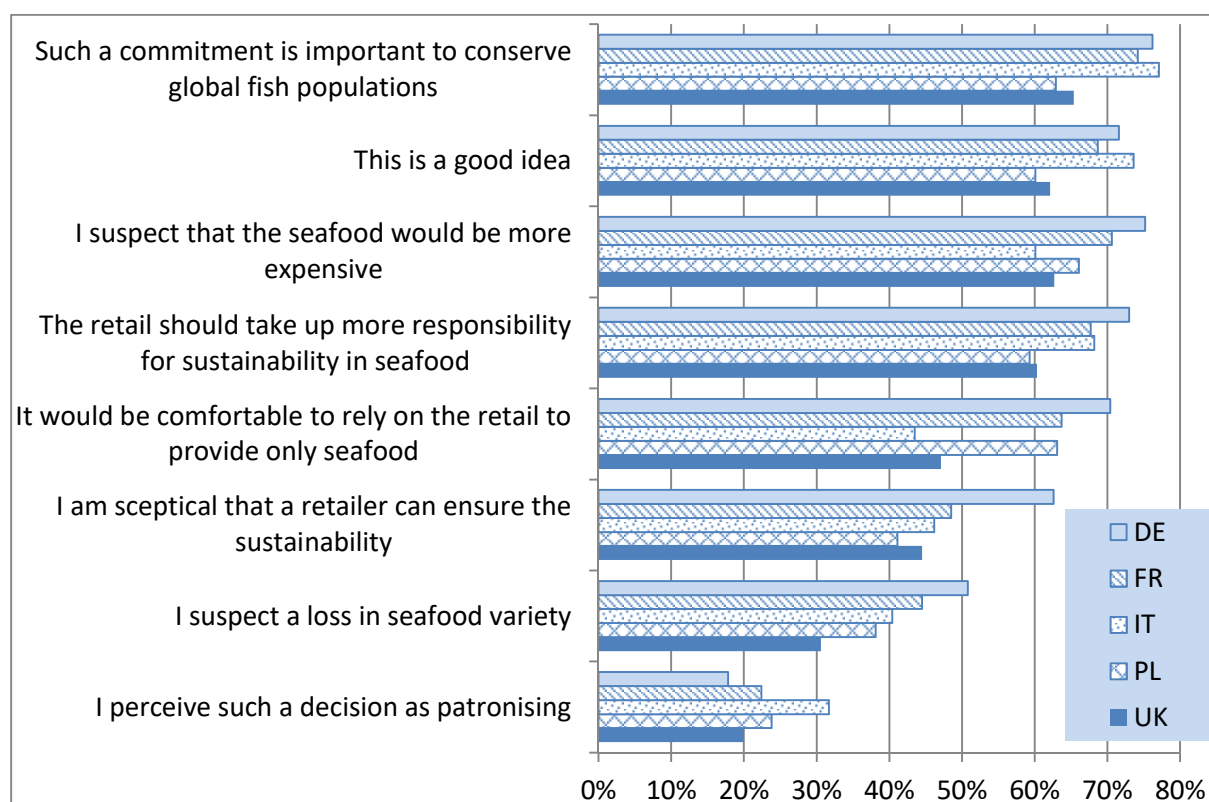 Such a commitment is important to conserve
global fish populations
This is a good idea
I suspect that the seafood would be more
expensive
The retail should take up more responsibility
for sustainability in seafood
It would be comfortable to rely on the retail to
provide only seafood
I am sceptical that a retailer can ensure the
sustainability
I suspect a loss in seafood variety
I perceive such a decision as patronising
DE
FR
IT
PL
UK
0% 10% 20% 30% 40% 50% 60% 70% 80%